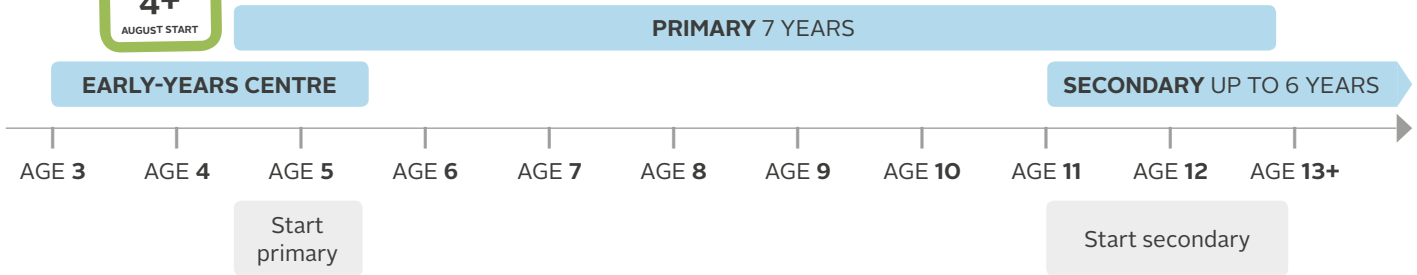 4+
AUGUST START
PRIMARY 7 YEARS
EARLY-YEARS CENTRE
SECONDARY UP TO 6 YEARS
AGE 3 AGE 4 AGE 5 AGE 6 AGE 7 AGE 8 AGE 9 AGE 10 AGE 11 AGE 12 AGE 13+
Start
primary
Start secondary